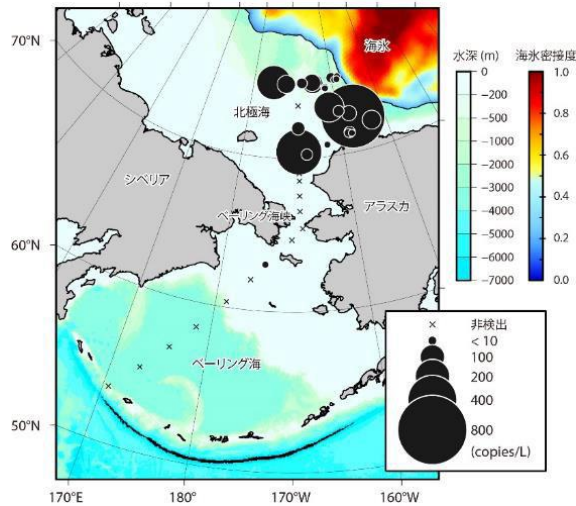 70°N
60°N
50°N
170°E
180°
170°W
160°W
海氷
北極海
シベリア
アラスカ
ベーリング海峡
ベーリング海
水深 (m)
0
−1000
−2000
−3000
−4000
−5000
−6000
−7000
海氷密接度
1.0
0.8
0.6
0.4
0.2
0.0
× 非検出
< 10
100
200
400
800
(copies/L)